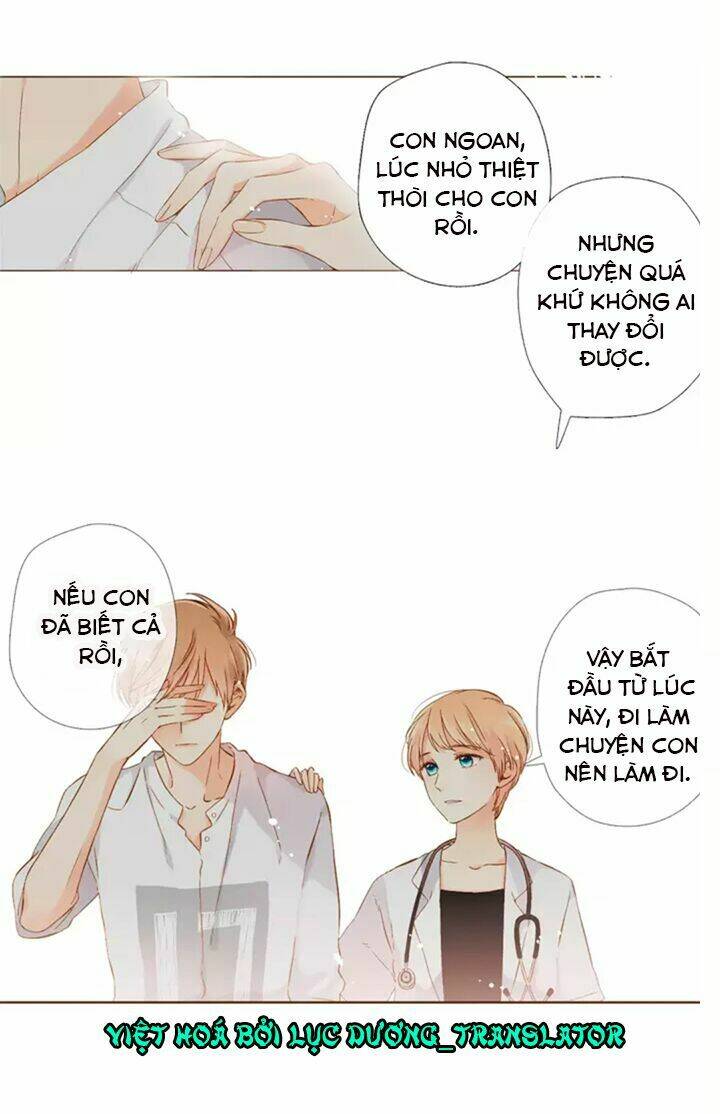 CON NGOAN,
LÚC NHỎ THIỆT
THÒI CHO CON
RỒI.
NHƯNG
CHUYỆN QUÁ
KHỨ KHÔNG AI
THAY ĐỔI
ĐƯỢC.
NẾU CON
ĐÃ BIẾT CẢ
RỒI,
VẬY BẮT
ĐẦU TỪ LÚC
NÀY, ĐI LÀM
CHUYỆN CON
NÊN LÀM ĐI.
17
VIỆT HOÁ BỞI LỤC DƯƠNG_TRANSLATOR